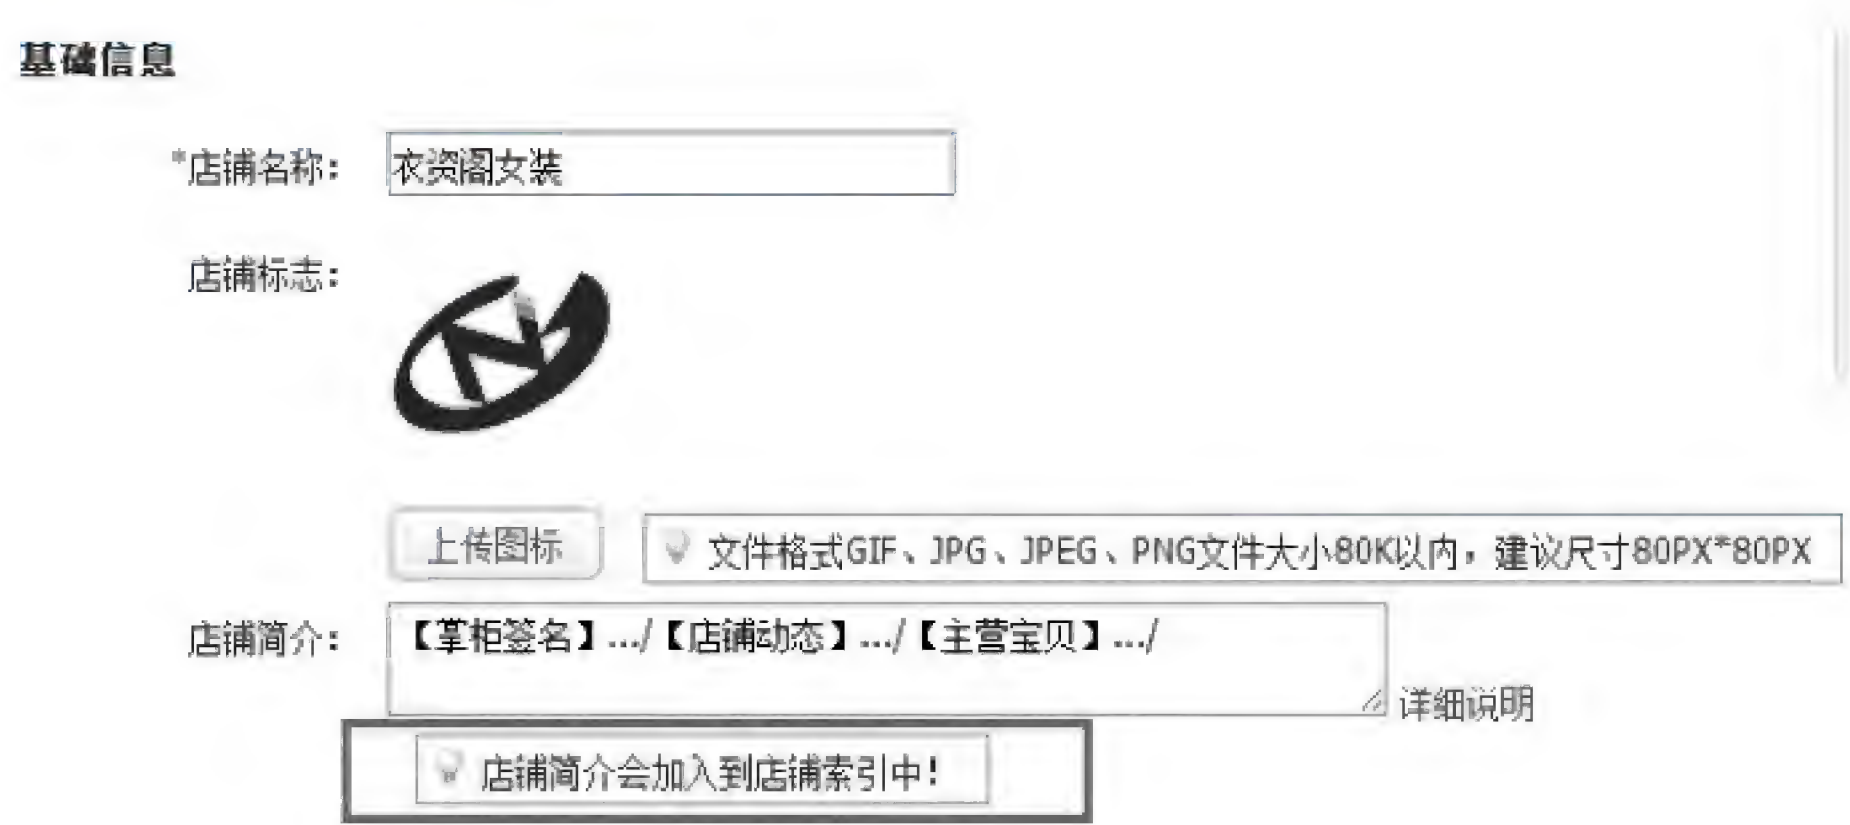 基础信息
*店铺名称：衣资阁女装
店铺标志：
上传图标 文件格式GIF、JPG、JPEG、PNG文件大小80K以内，建议尺寸80PX*80PX
店铺简介：【掌柜签名】.../【店铺动态】.../【主营宝贝】.../
详细说明
店铺简介会加入到店铺索引中！